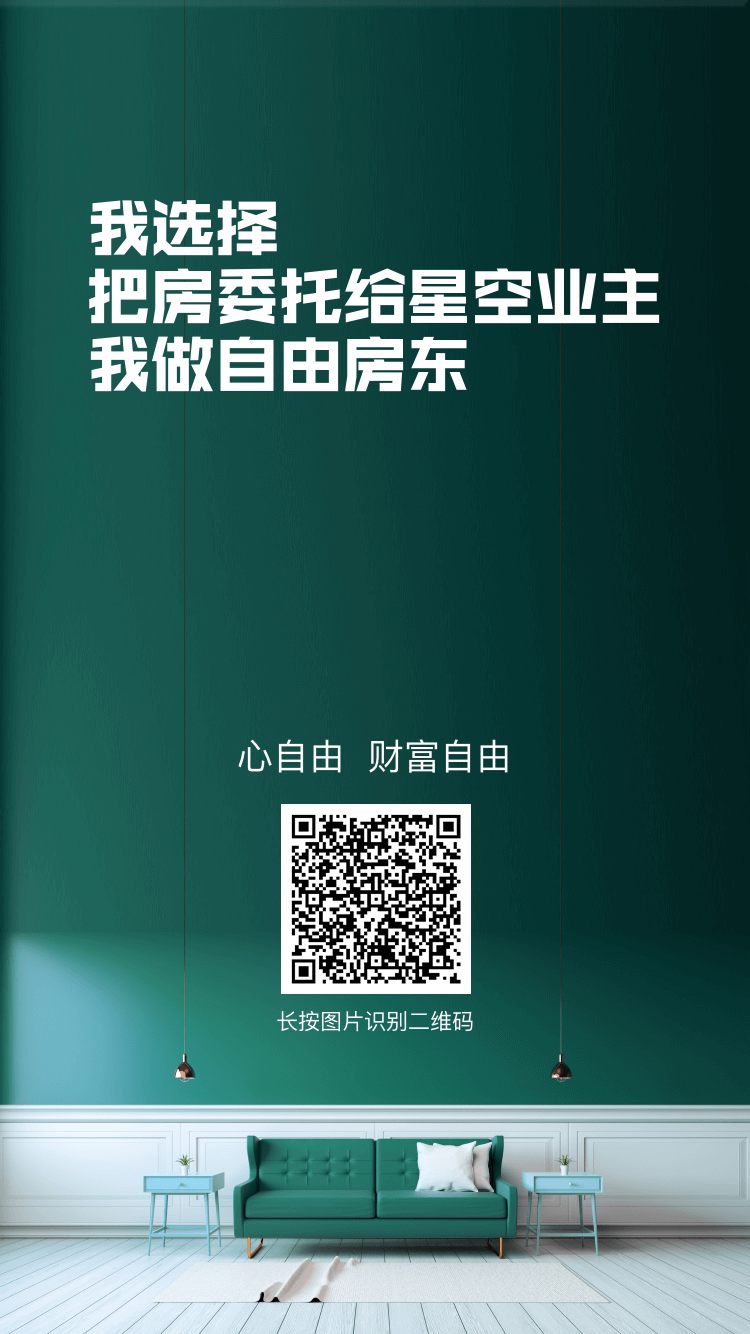 我选择
把房委托给星空业主
我做自由房东
心自由 财富自由
长按图片识别二维码